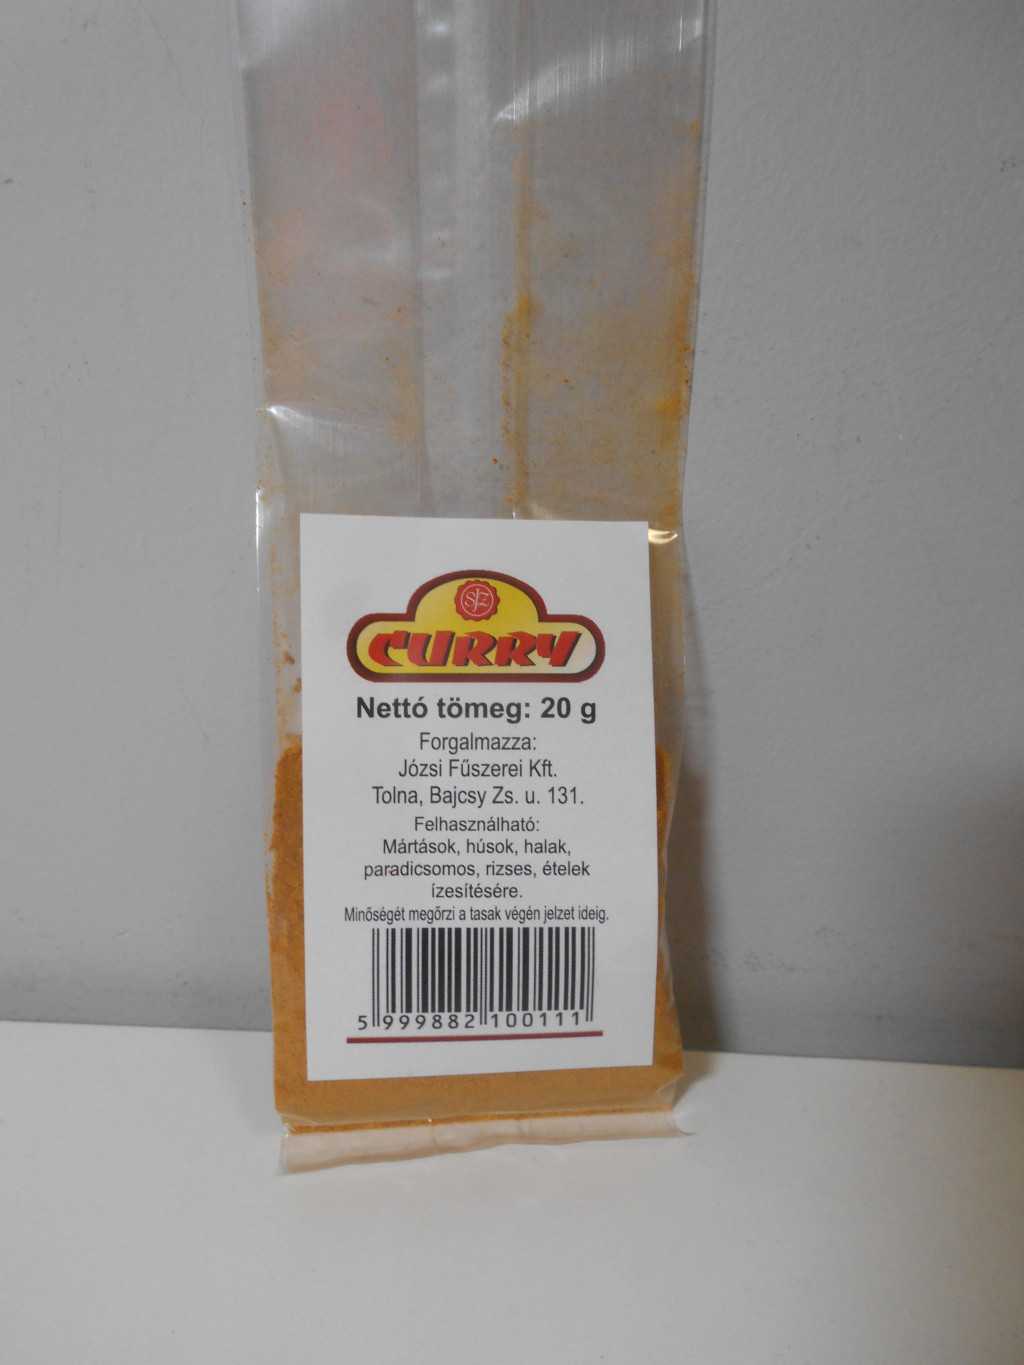 CURRY
Nettó tömeg: 20 g
Forgalmazza:
Józsi Fűszerei Kft.
Tolna, Bajcsy Zs. u. 131.
Felhasználható:
Mártások, húsok, halak,
paradicsomos, rizses, ételek
ízesítésére.
Minőségét megőrzi a tasak végén jelzet ideig.
5 999882 100111